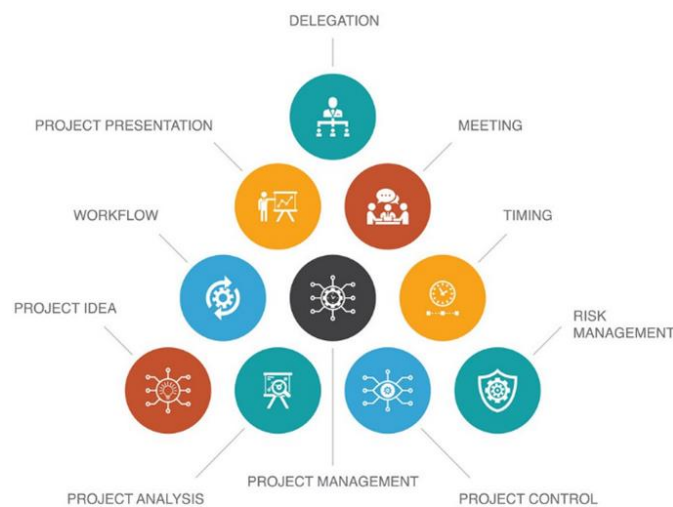 DELEGATION
PROJECT PRESENTATION
MEETING
WORKFLOW
TIMING
PROJECT IDEA
RISK
MANAGEMENT
PROJECT MANAGEMENT
PROJECT ANALYSIS
PROJECT CONTROL